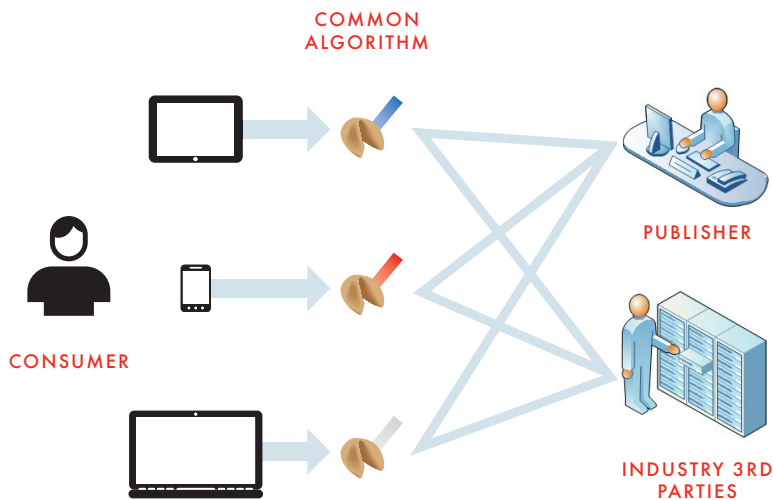 COMMON
ALGORITHM
PUBLISHER
CONSUMER
INDUSTRY 3RD
PARTIES